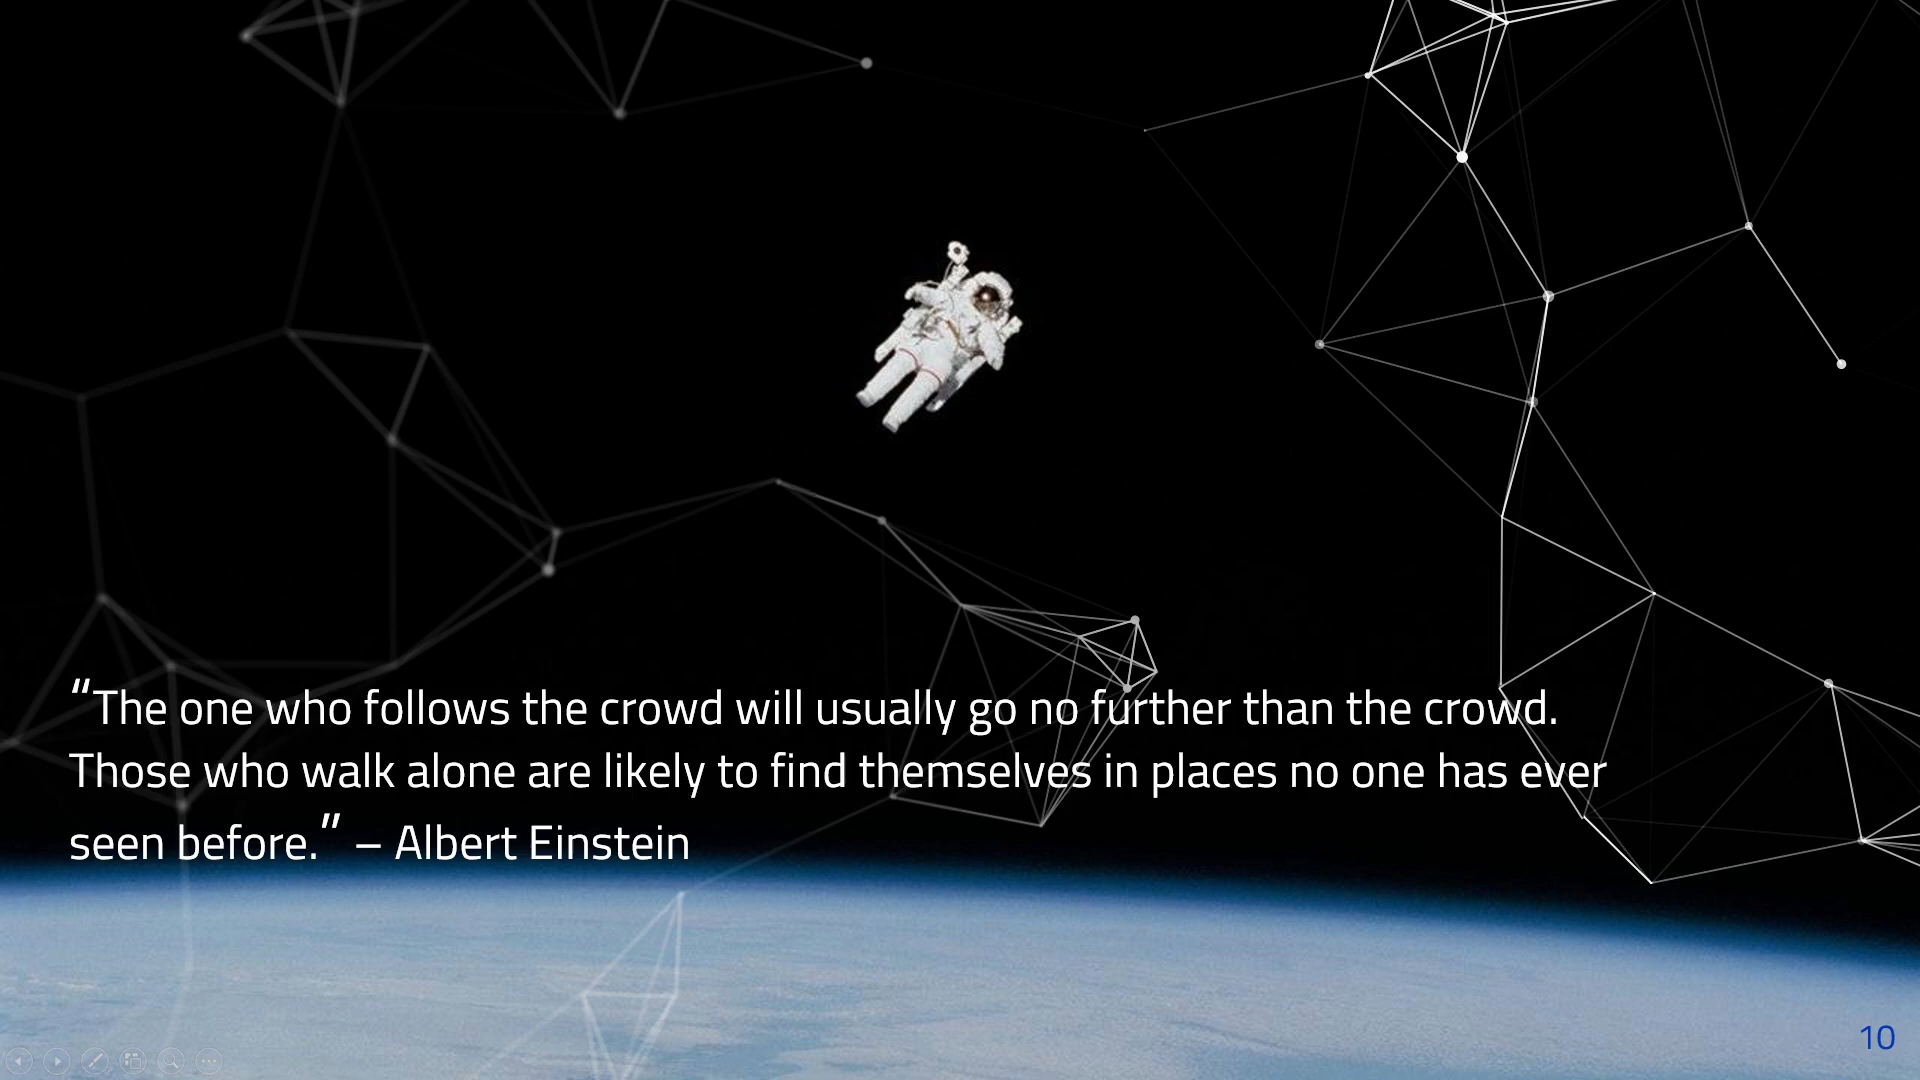 “The one who follows the crowd will usually go no further than the crowd.
Those who walk alone are likely to find themselves in places no one has ever
seen before.” – Albert Einstein
10